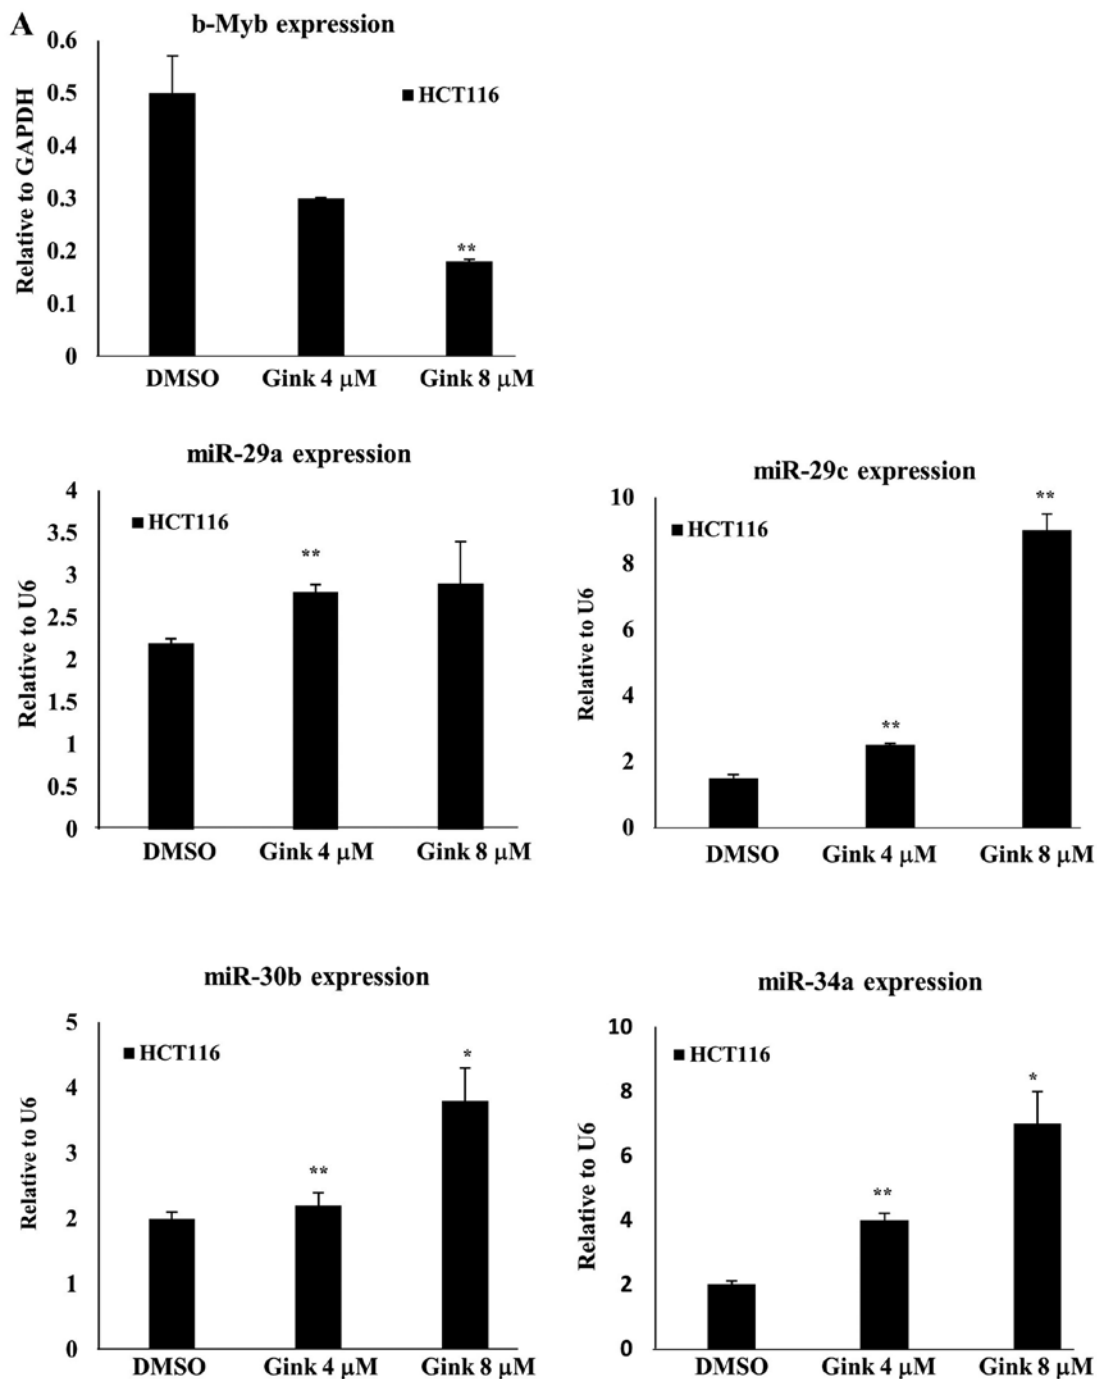 A
b-Myb expression
0.6
0.5
0.4
0.3
0.2
0.1
0
Relative to GAPDH
HCT116
**
DMSO
Gink 4 μM
Gink 8 μM
miR-29a expression
4
3.5
3
2.5
2
1.5
1
0.5
0
Relative to U6
HCT116
**
DMSO
Gink 4 μM
Gink 8 μM
miR-29c expression
10
8
6
4
2
0
Relative to U6
HCT116
**
**
DMSO
Gink 4 μM
Gink 8 μM
miR-30b expression
5
4
3
2
1
0
Relative to U6
HCT116
**
*
DMSO
Gink 4 μM
Gink 8 μM
miR-34a expression
10
8
6
4
2
0
Relative to U6
HCT116
**
*
DMSO
Gink 4 μM
Gink 8 μM